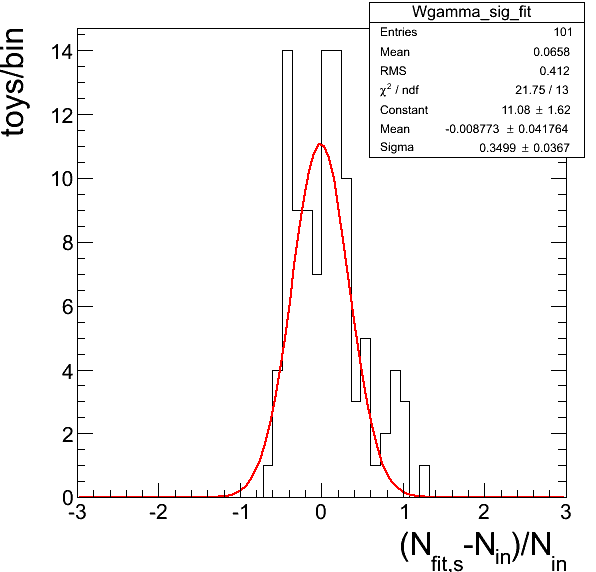 Wgamma_sig_fit
Entries 101
Mean 0.0658
RMS 0.412
χ² / ndf 21.75 / 13
Constant 11.08 ± 1.62
Mean -0.008773 ± 0.041764
Sigma 0.3499 ± 0.0367
toys/bin
14
12
10
8
6
4
2
0
-3 -2 -1 0 1 2 3
(N_fit,s-N_in)/N_in